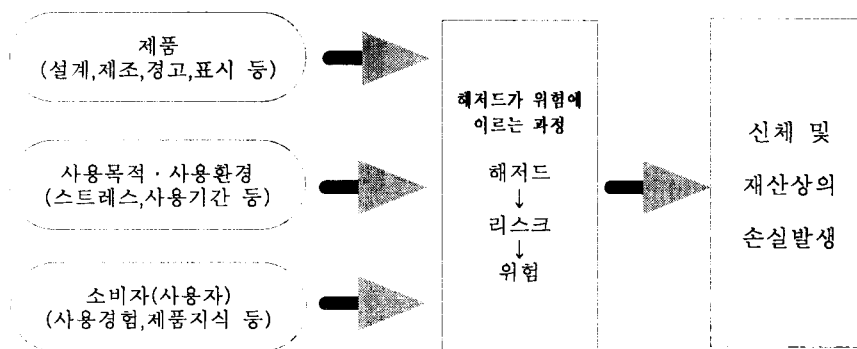 제품
(설계,제조,경고,표시 등)
사용목적 · 사용환경
(스트레스,사용기간 등)
소비자(사용자)
(사용경험,제품지식 등)
해저드가 위험에
이르는 과정
해저드
↓
리스크
↓
위험
신체 및
재산상의
손실발생